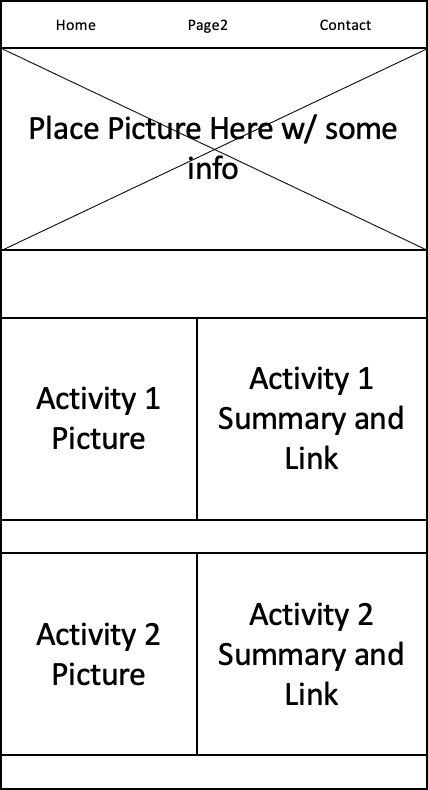 Home Page2 Contact
Place Picture Here w/ some
info
Activity 1
Picture
Activity 1
Summary and
Link
Activity 2
Picture
Activity 2
Summary and
Link